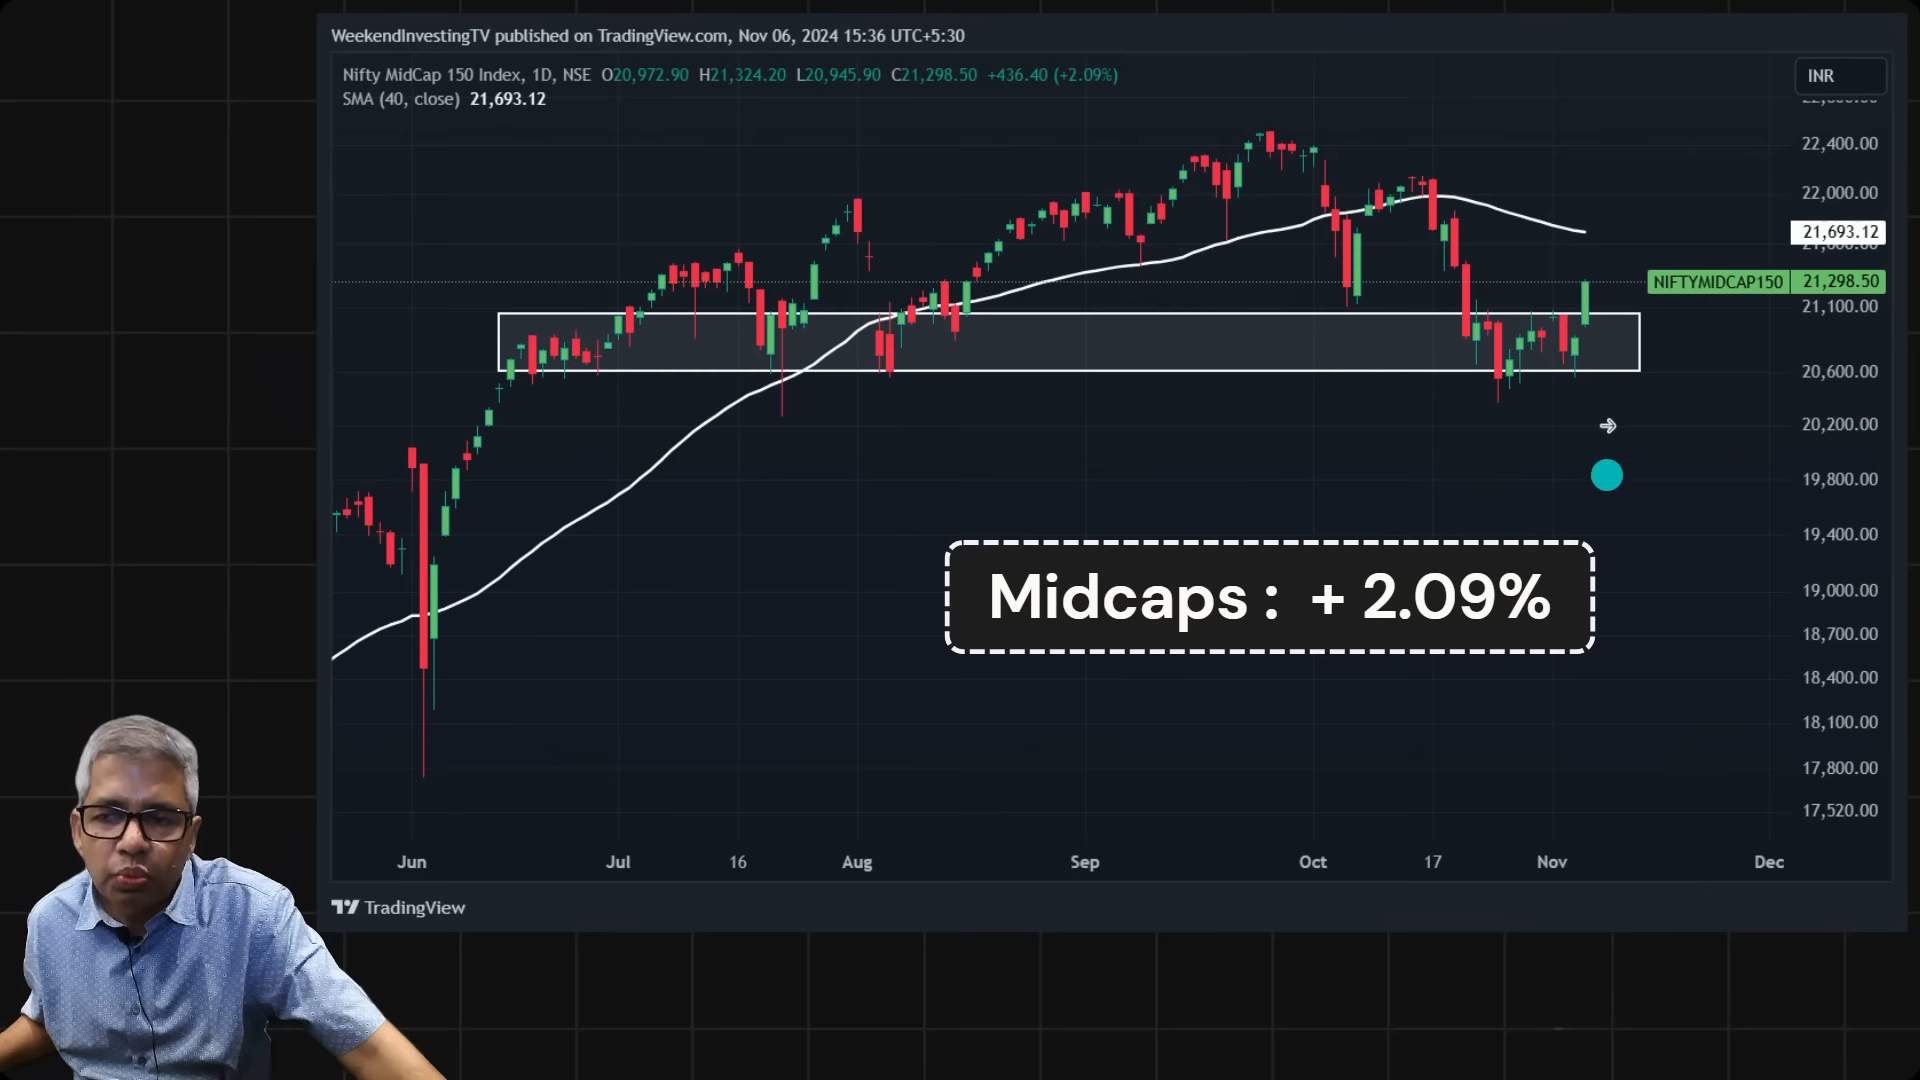 WeekendInvestingTV published on TradingView.com, Nov 06, 2024 15:36 UTC+5:30
Nifty MidCap 150 Index, 1D, NSE O20,972.90 H21,324.20 L20,945.90 C21,298.50 +436.40 (+2.09%)
SMA (40, close) 21,693.12
INR
22,400.00
22,000.00
21,693.12
21,600.00
NIFTYMIDCAP150 21,298.50
21,100.00
20,600.00
20,200.00
19,800.00
19,400.00
19,000.00
18,700.00
18,400.00
18,100.00
17,800.00
17,520.00
Midcaps : + 2.09%
Jun Jul 16 Aug Sep Oct 17 Nov Dec
TradingView